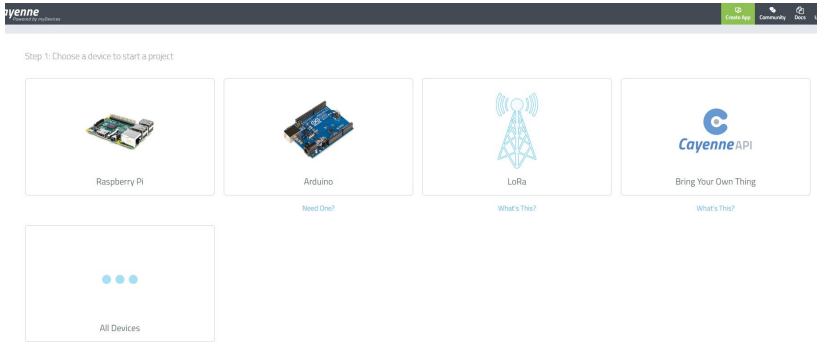 ayenne
Powered by myDevices
Create App
Community
Docs
Step 1: Choose a device to start a project
Raspberry Pi
Arduino
LoRa
Cayenne API
Bring Your Own Thing
Need One?
What's This?
What's This?
All Devices